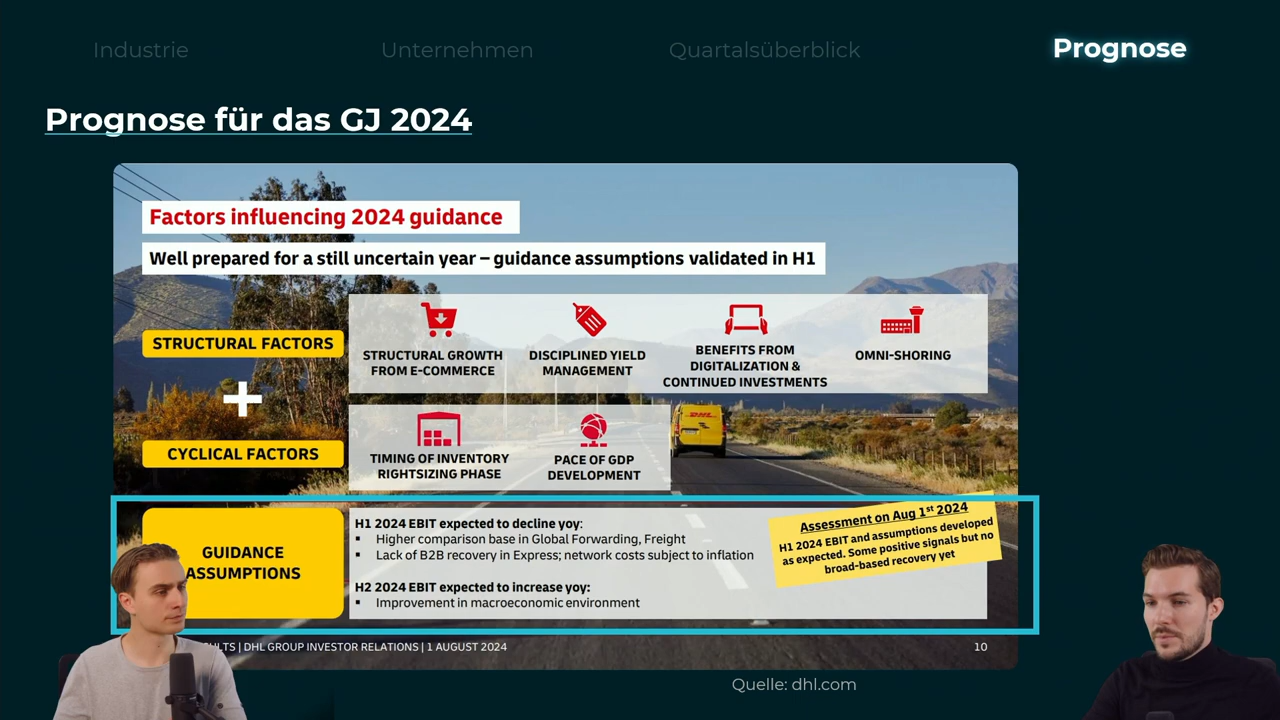 Industrie
Unternehmen
Quartalsüberblick
Prognose
Prognose für das GJ 2024
Factors influencing 2024 guidance
Well prepared for a still uncertain year – guidance assumptions validated in H1
STRUCTURAL FACTORS
STRUCTURAL GROWTH
FROM E-COMMERCE
DISCIPLINED YIELD
MANAGEMENT
BENEFITS FROM
DIGITALIZATION &
CONTINUED INVESTMENTS
OMNI-SHORING
+
CYCLICAL FACTORS
TIMING OF INVENTORY
RIGHTSIZING PHASE
PACE OF GDP
DEVELOPMENT
DHL
GUIDANCE
ASSUMPTIONS
H1 2024 EBIT expected to decline yoy:
▪ Higher comparison base in Global Forwarding, Freight
▪ Lack of B2B recovery in Express; network costs subject to inflation
H2 2024 EBIT expected to increase yoy:
▪ Improvement in macroeconomic environment
Assessment on Aug 1st 2024
H1 2024 EBIT and assumptions developed
as expected. Some positive signals but no
broad-based recovery yet
| DHL GROUP INVESTOR RELATIONS | 1 AUGUST 2024
10
Quelle: dhl.com